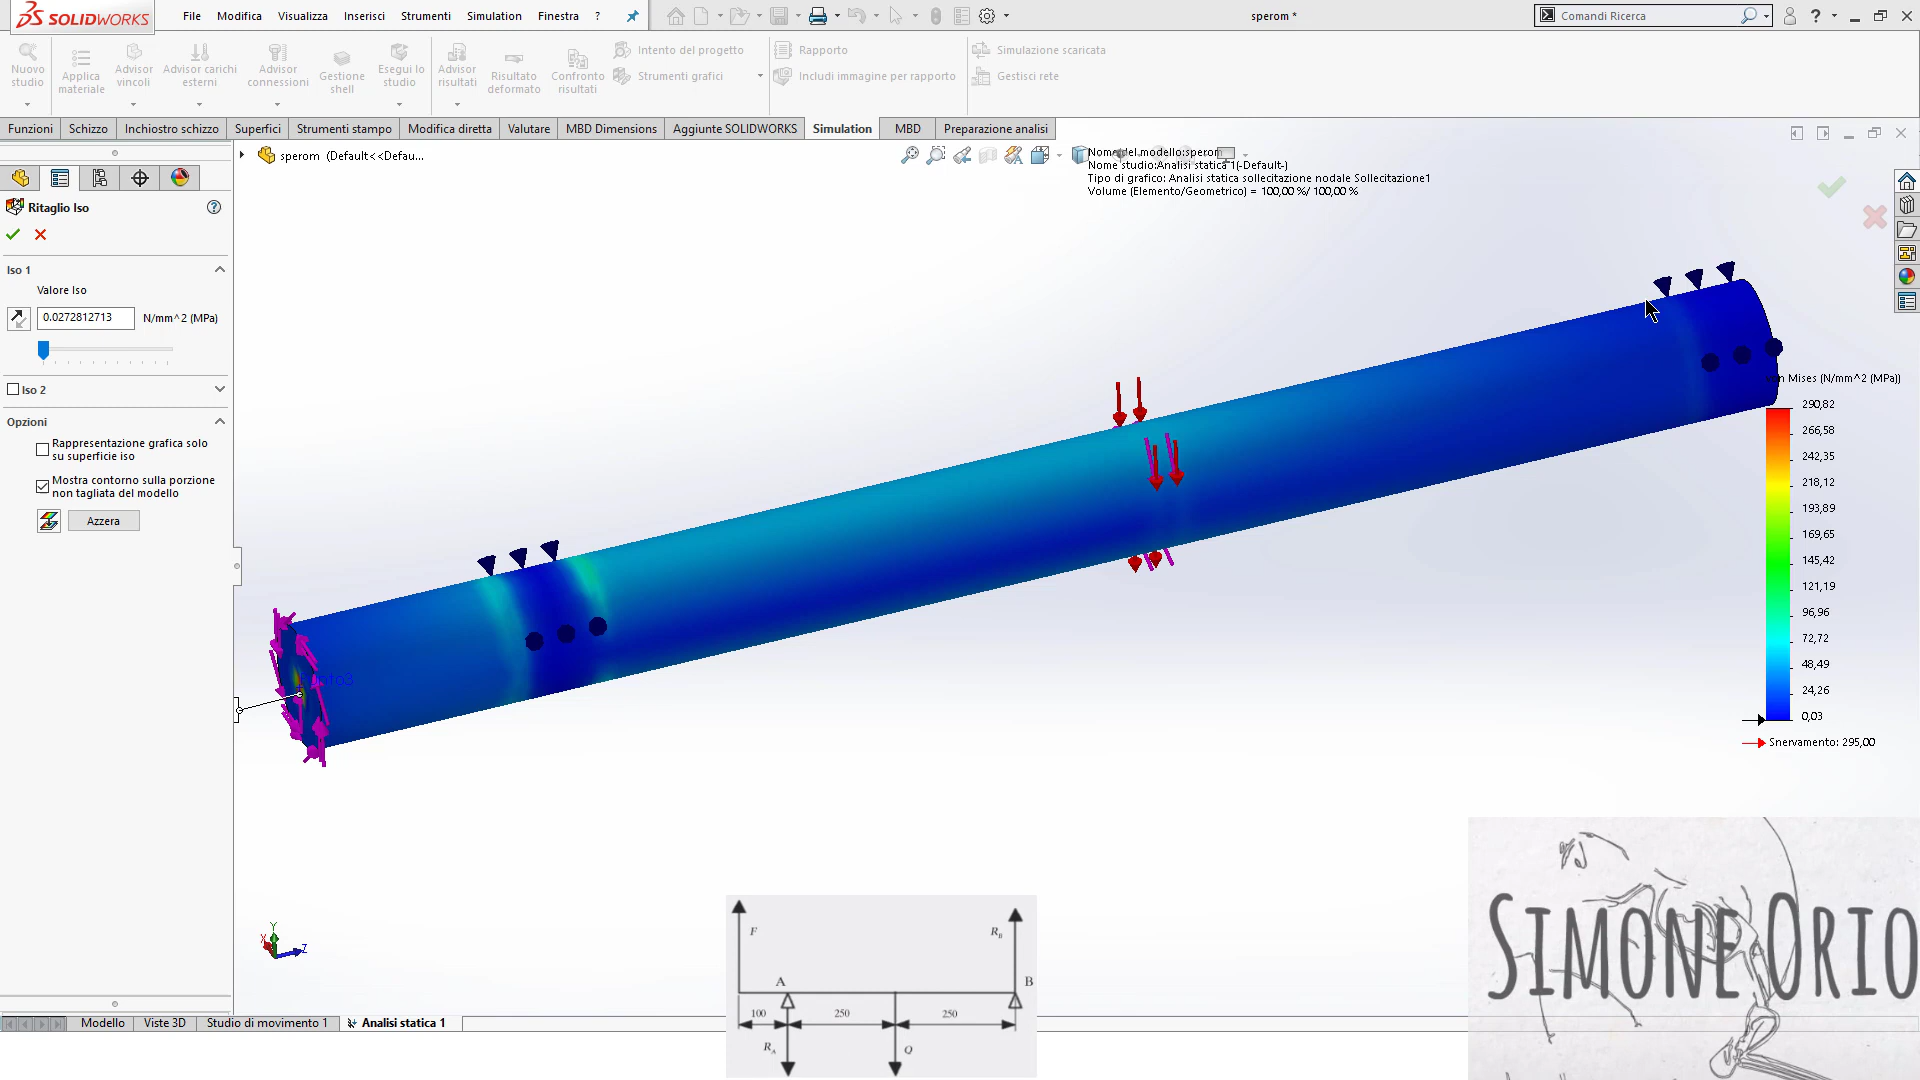 SOLIDWORKS
File Modifica Visualizza Inserisci Strumenti Simulation Finestra ?
sperom *
Comandi Ricerca
?
Nuovo studio
Applica materiale
Advisor vincoli
Advisor carichi esterni
Advisor connessioni
Gestione shell
Esegui lo studio
Advisor risultati
Risultato deformato
Confronto risultati
Intento del progetto
Strumenti grafici
Rapporto
Includi immagine per rapporto
Simulazione scaricata
Gestisci rete
Funzioni Schizzo Inchiostro schizzo Superfici Strumenti stampo Modifica diretta Valutare MBD Dimensions Aggiunte SOLIDWORKS Simulation MBD Preparazione analisi
sperom (Default<<Defau...
Nome del modello:sperom
Nome studio:Analisi statica 1(-Default-)
Tipo di grafico: Analisi statica sollecitazione nodale Sollecitazione1
Volume (Elemento/Geometrico) = 100,00 %/ 100,00 %
Ritaglio Iso
Iso 1
Valore Iso
0.0272812713 N/mm^2 (MPa)
Iso 2
Opzioni
Rappresentazione grafica solo
su superficie iso
Mostra contorno sulla porzione
non tagliata del modello
Azzera
Mises (N/mm^2 (MPa))
290,82
266,58
242,35
218,12
193,89
169,65
145,42
121,19
96,96
72,72
48,49
24,26
0,03
Snervamento: 295,00
Y
X
Z
F
R_B
A
B
100
250
250
R_A
Q
SIMONE ORIO
Modello Vista 3D Studio di movimento 1 Analisi statica 1